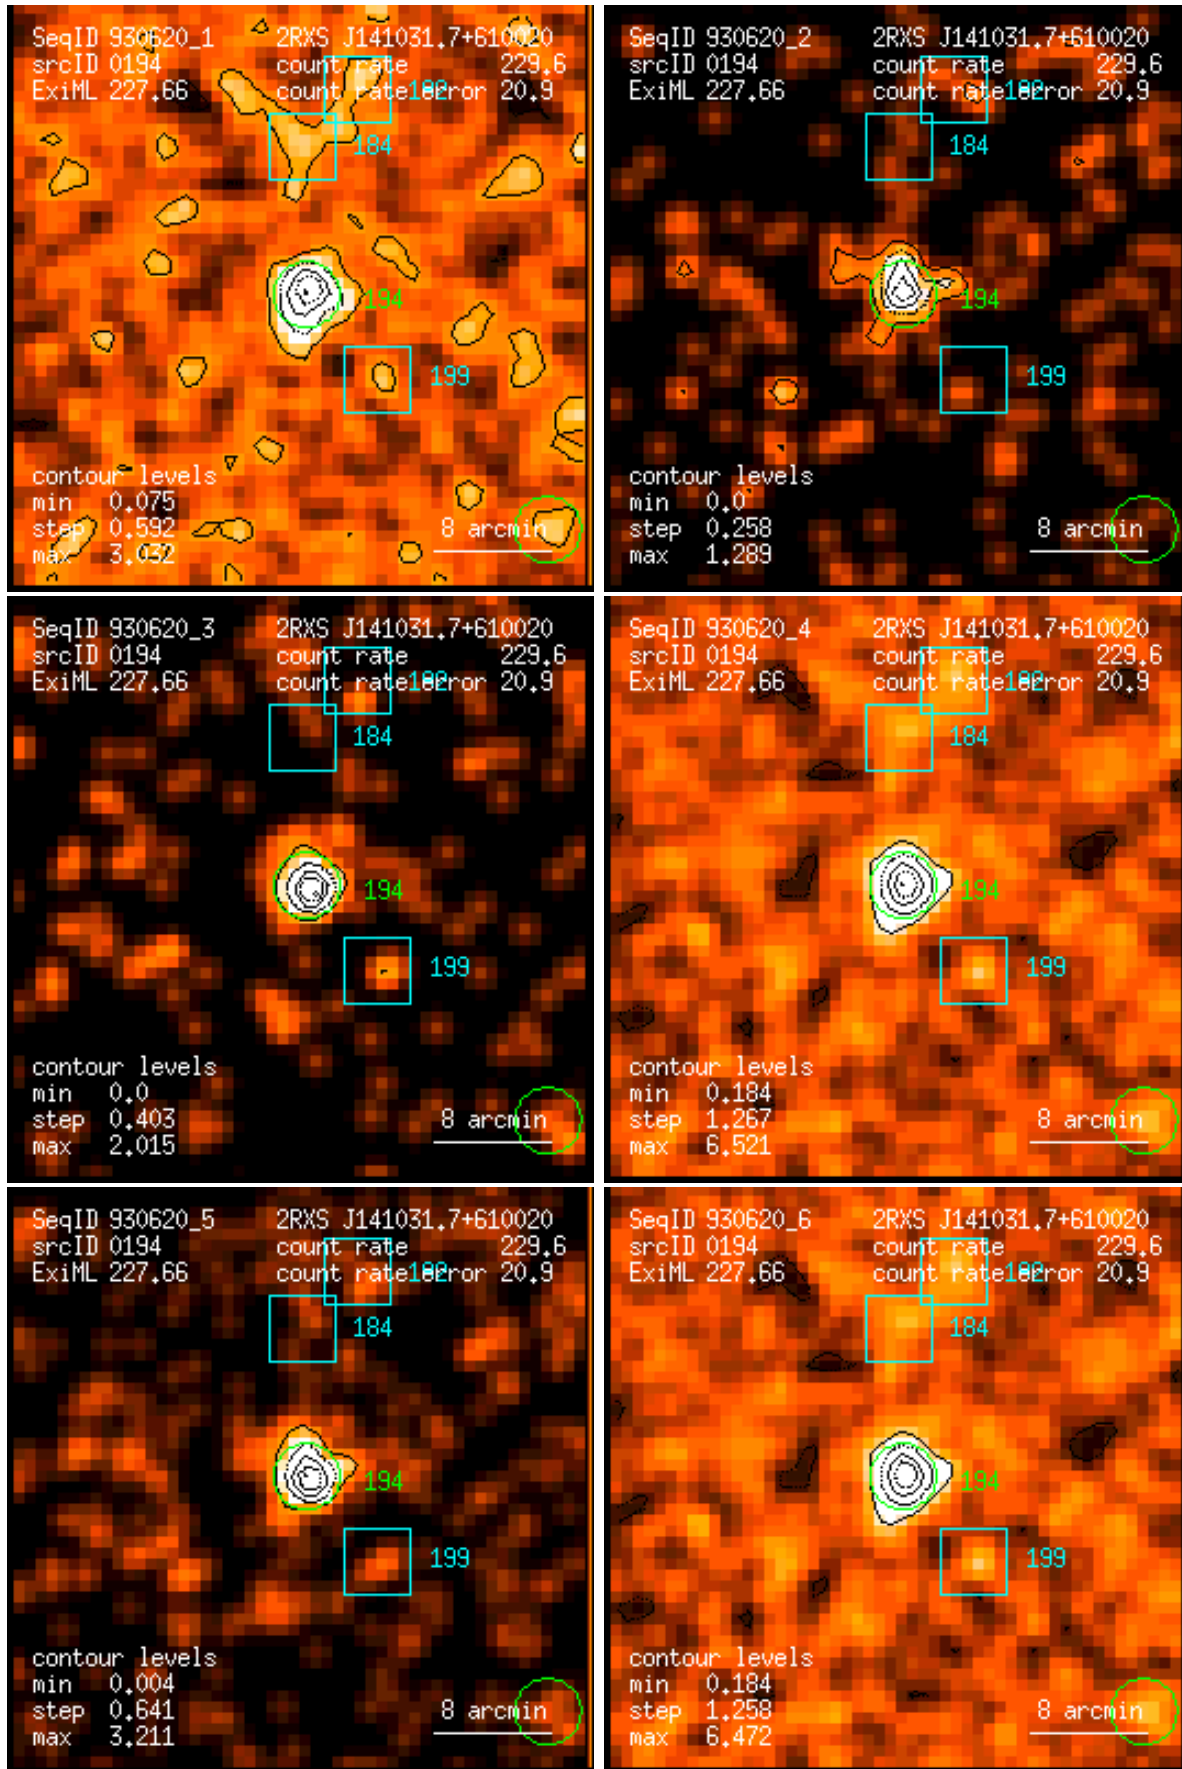 SeqID 930620_1 2RXS J141031.7+610020
srcID 0194 count rate 229.6
ExiML 227.66 count rate error 20.9
184
194
199
contour levels
min 0.075
step 0.592 8 arcmin
max 3.032
SeqID 930620_2 2RXS J141031.7+610020
srcID 0194 count rate 229.6
ExiML 227.66 count rate error 20.9
184
194
199
contour levels
min 0.0
step 0.258 8 arcmin
max 1.289
SeqID 930620_3 2RXS J141031.7+610020
srcID 0194 count rate 229.6
ExiML 227.66 count rate error 20.9
184
194
199
contour levels
min 0.0
step 0.403 8 arcmin
max 2.015
SeqID 930620_4 2RXS J141031.7+610020
srcID 0194 count rate 229.6
ExiML 227.66 count rate error 20.9
184
194
199
contour levels
min 0.184
step 1.267 8 arcmin
max 6.521
SeqID 930620_5 2RXS J141031.7+610020
srcID 0194 count rate 229.6
ExiML 227.66 count rate error 20.9
184
194
199
contour levels
min 0.004
step 0.641 8 arcmin
max 3.211
SeqID 930620_6 2RXS J141031.7+610020
srcID 0194 count rate 229.6
ExiML 227.66 count rate error 20.9
184
194
199
contour levels
min 0.184
step 1.258 8 arcmin
max 6.472